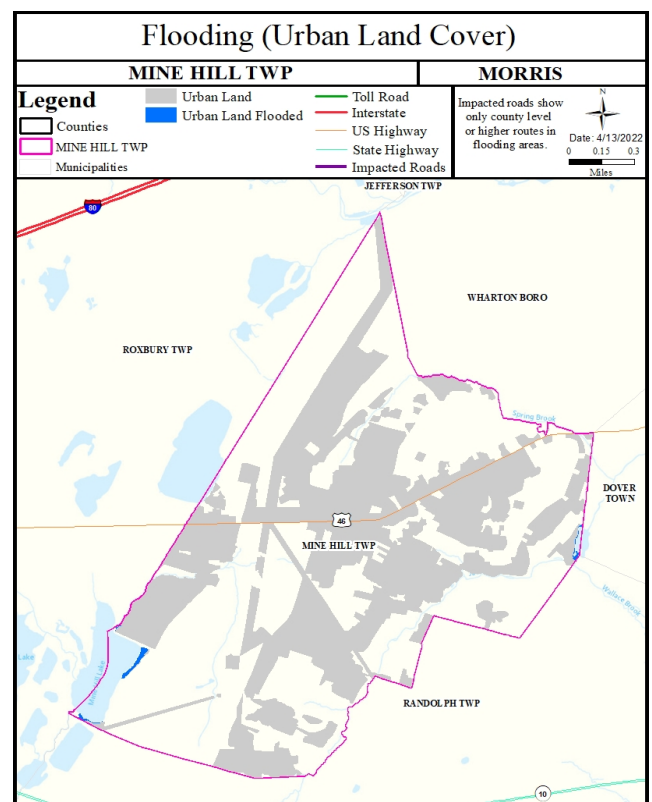 Flooding (Urban Land Cover)
MINE HILL TWP
MORRIS
Legend
Counties
MINE HILL TWP
Municipalities
Urban Land
Urban Land Flooded
Toll Road
Interstate
US Highway
State Highway
Impacted Roads
Impacted roads show
only county level
or higher routes in
flooding areas.
N
Date: 4/13/2022
0 0.15 0.3
Miles
JEFFERSON TWP
80
WHARTON BORO
ROXBURY TWP
Spring Brook
DOVER
TOWN
46
MINE HILL TWP
Wallace Brook
Lake
Lake
RANDOLPH TWP
10